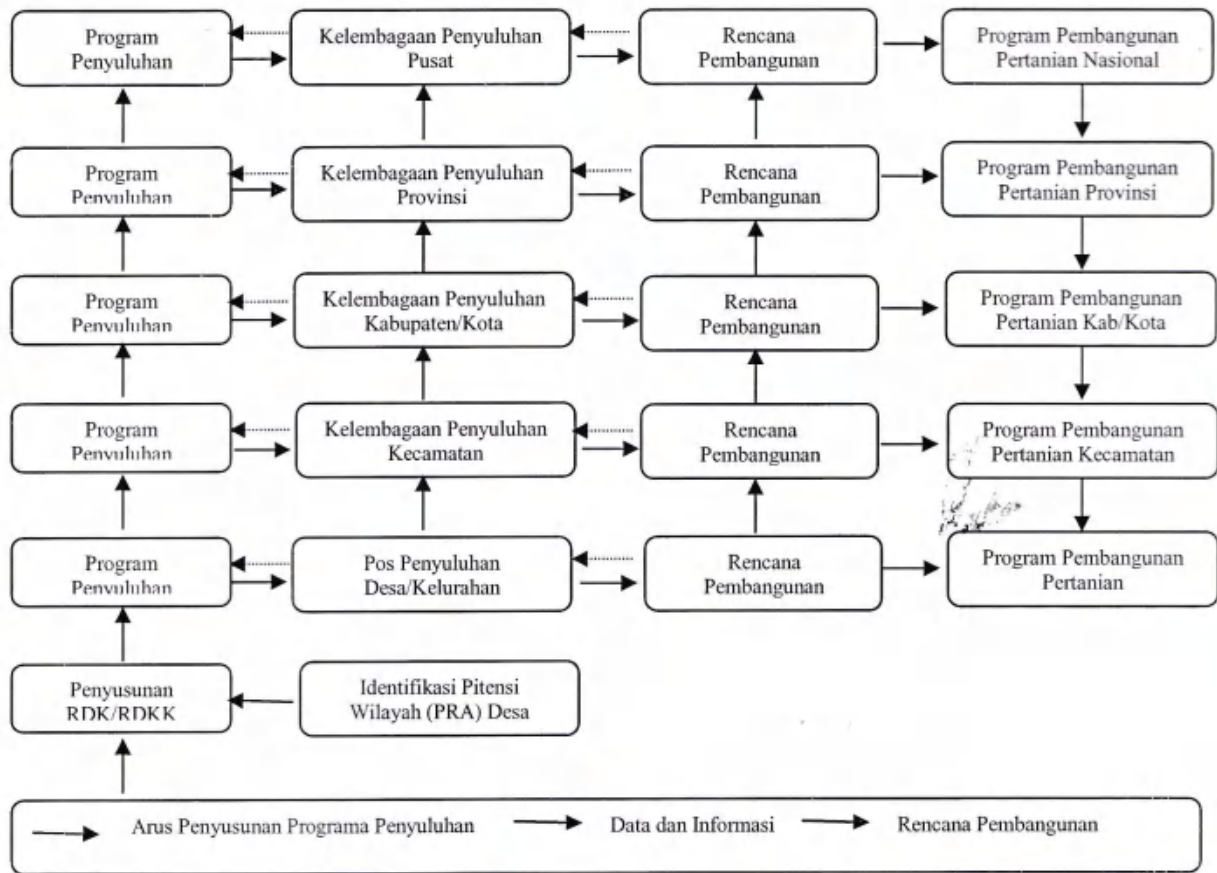 Program
Penyuluhan
Kelembagaan Penyuluhan
Pusat
Rencana
Pembangunan
Program Pembangunan
Pertanian Nasional
Program
Penyuluhan
Kelembagaan Penyuluhan
Provinsi
Rencana
Pembangunan
Program Pembangunan
Pertanian Provinsi
Program
Penyuluhan
Kelembagaan Penyuluhan
Kabupaten/Kota
Rencana
Pembangunan
Program Pembangunan
Pertanian Kab/Kota
Program
Penyuluhan
Kelembagaan Penyuluhan
Kecamatan
Rencana
Pembangunan
Program Pembangunan
Pertanian Kecamatan
Program
Penyuluhan
Pos Penyuluhan
Desa/Kelurahan
Rencana
Pembangunan
Program Pembangunan
Pertanian
Penyusunan
RDK/RDKK
Identifikasi Pitensi
Wilayah (PRA) Desa
Arus Penyusunan Programa Penyuluhan
Data dan Informasi
Rencana Pembangunan